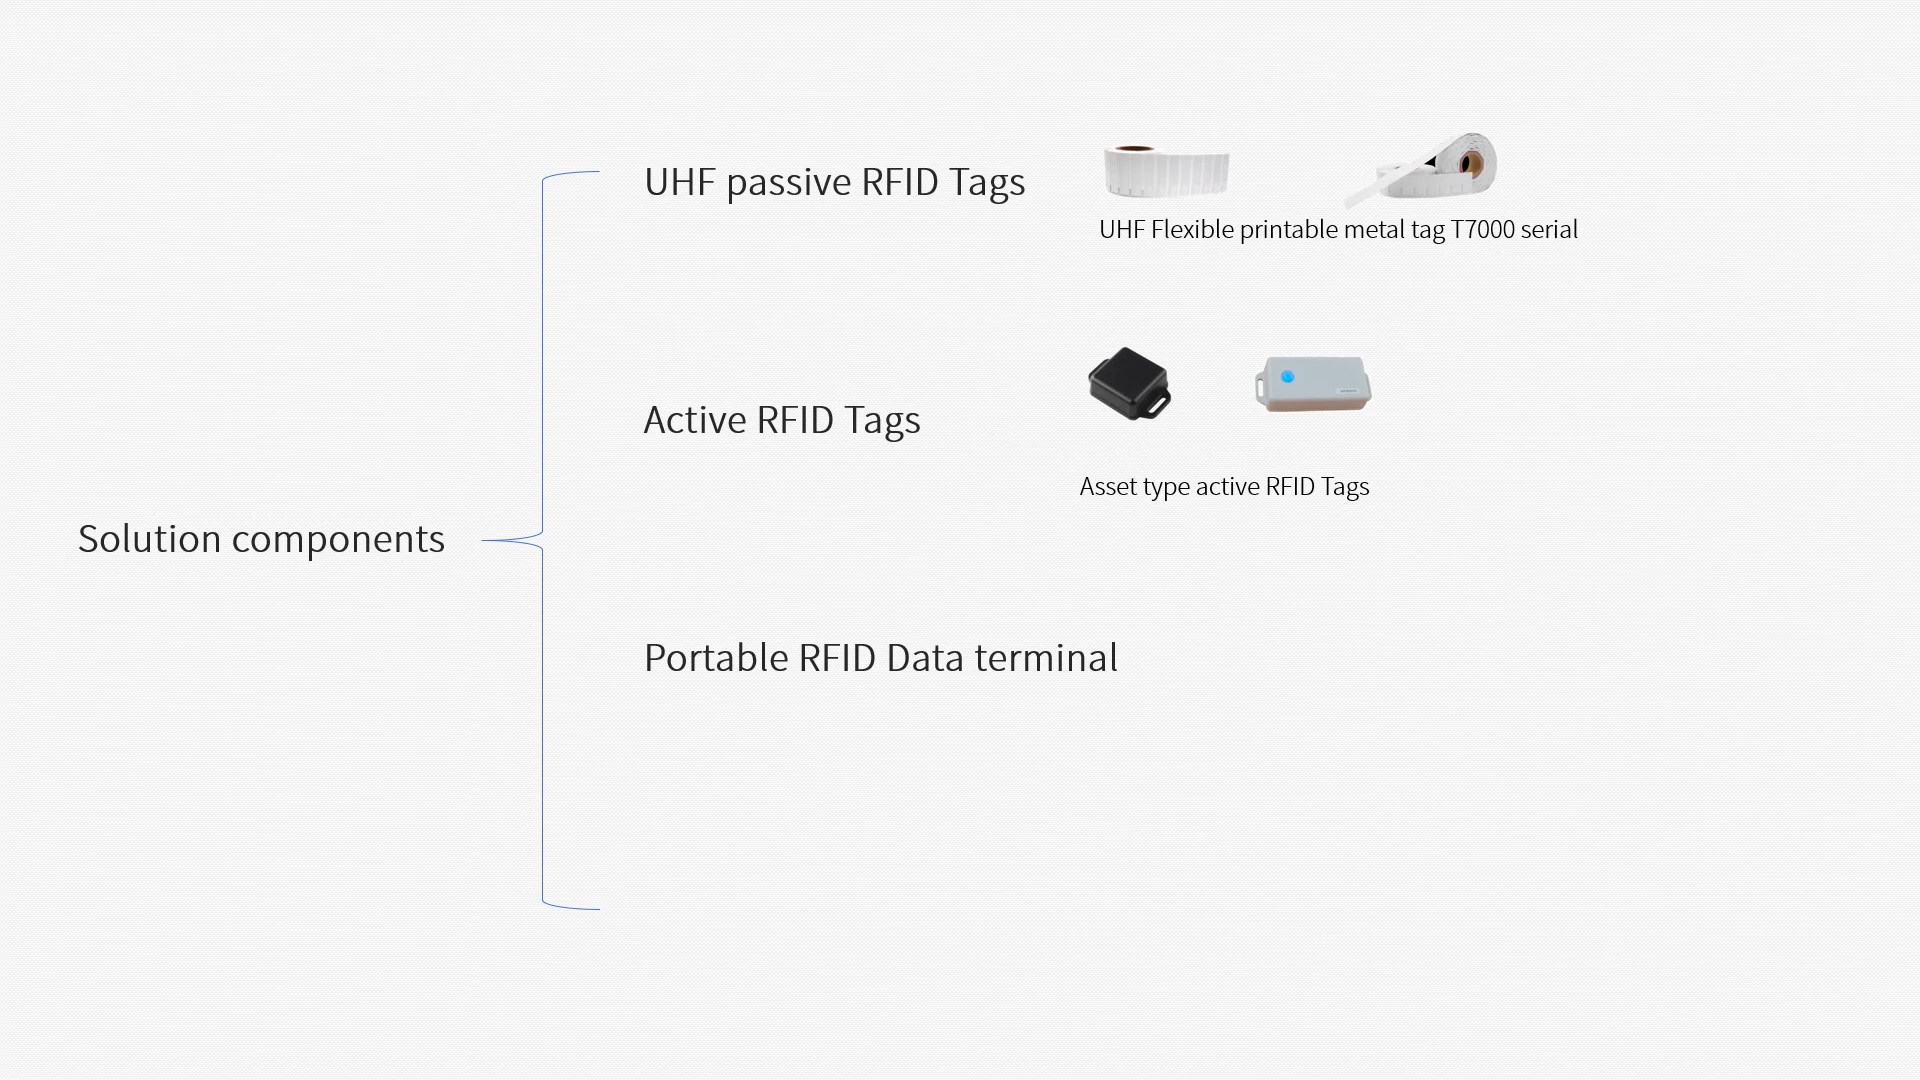 UHF passive RFID Tags
UHF Flexible printable metal tag T7000 serial
Active RFID Tags
Asset type active RFID Tags
Solution components
Portable RFID Data terminal